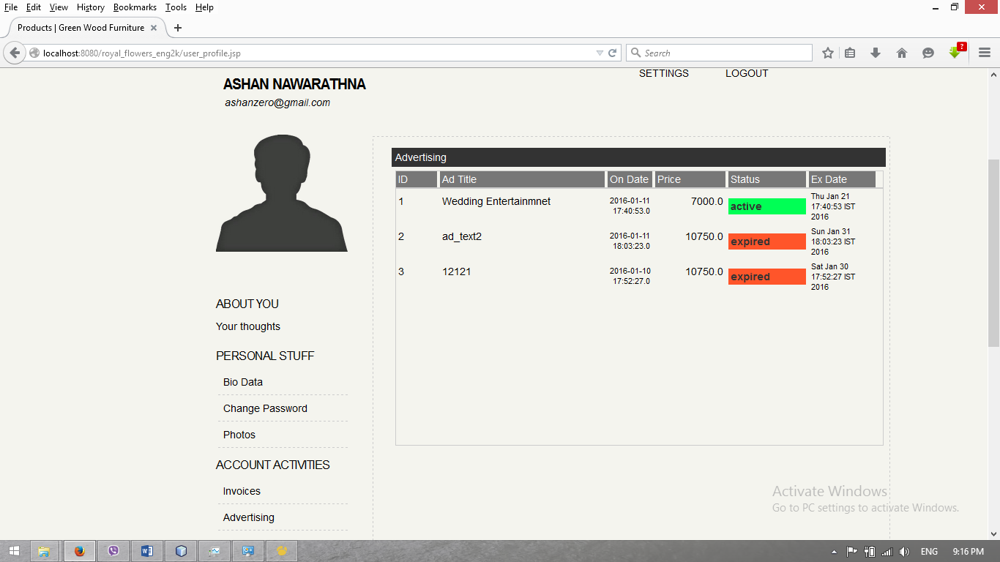 File Edit View History Bookmarks Tools Help
Products | Green Wood Furniture
localhost:8080/royal_flowers_eng2k/user_profile.jsp
Search
?
SETTINGS LOGOUT
ASHAN NAWARATHNA
ashanzero@gmail.com
Advertising
ID Ad Title On Date Price Status Ex Date
1 Wedding Entertainmnet 2016-01-11 17:40:53.0 7000.0 active Thu Jan 21 17:40:53 IST 2016
2 ad_text2 2016-01-11 18:03:23.0 10750.0 expired Sun Jan 31 18:03:23 IST 2016
3 12121 2016-01-10 17:52:27.0 10750.0 expired Sat Jan 30 17:52:27 IST 2016
ABOUT YOU
Your thoughts
PERSONAL STUFF
Bio Data
Change Password
Photos
ACCOUNT ACTIVITIES
Invoices
Advertising
Activate Windows
Go to PC settings to activate Windows.
ENG 9:16 PM